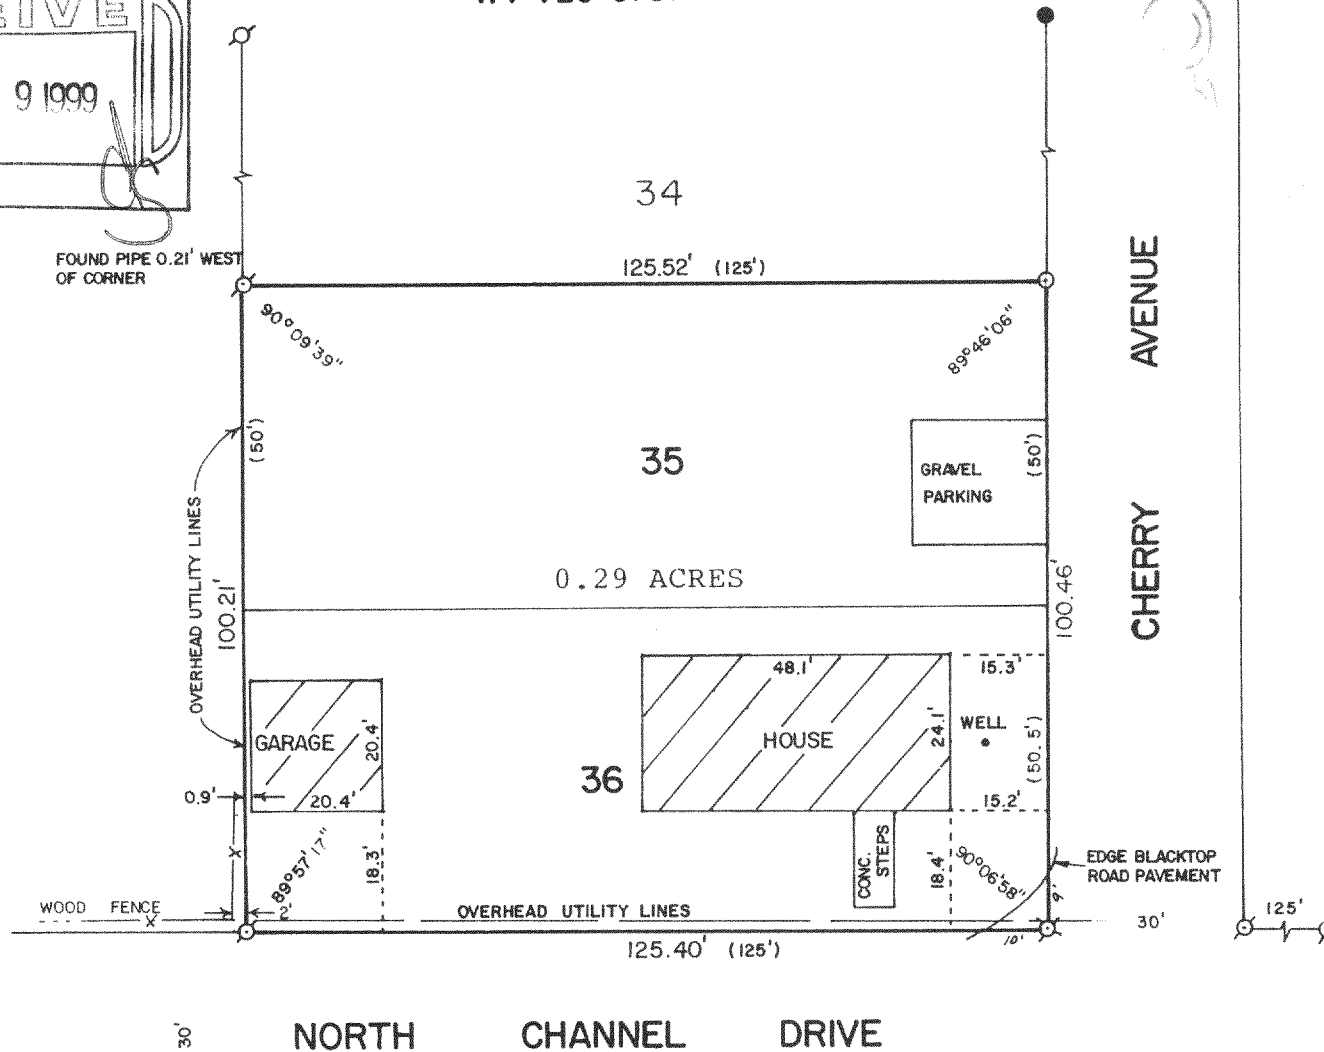 9 1999
34
FOUND PIPE 0.21' WEST
OF CORNER
125.52' (125')
90°09'39"
89°46'06"
AVENUE
(50')
35
(50')
GRAVEL
PARKING
OVERHEAD UTILITY LINES
CHERRY
0.29 ACRES
100.21'
100.46'
48.1'
15.3'
GARAGE
20.4'
HOUSE
24.1'
WELL
(50.5')
36
0.9'
20.4'
15.2'
89°57'17"
18.3'
CONC.
STEPS
18.4'
90°06'58"
EDGE BLACKTOP
ROAD PAVEMENT
9'
WOOD FENCE
X
X
2'
OVERHEAD UTILITY LINES
30'
125'
10'
125.40' (125')
30'
NORTH CHANNEL DRIVE